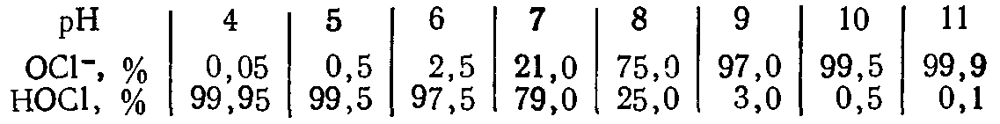 pH | 4 | 5 | 6 | 7 | 8 | 9 | 10 | 11
OCl⁻, % | 0,05 | 0,5 | 2,5 | 21,0 | 75,0 | 97,0 | 99,5 | 99,9
HOCl, % | 99,95 | 99,5 | 97,5 | 79,0 | 25,0 | 3,0 | 0,5 | 0,1